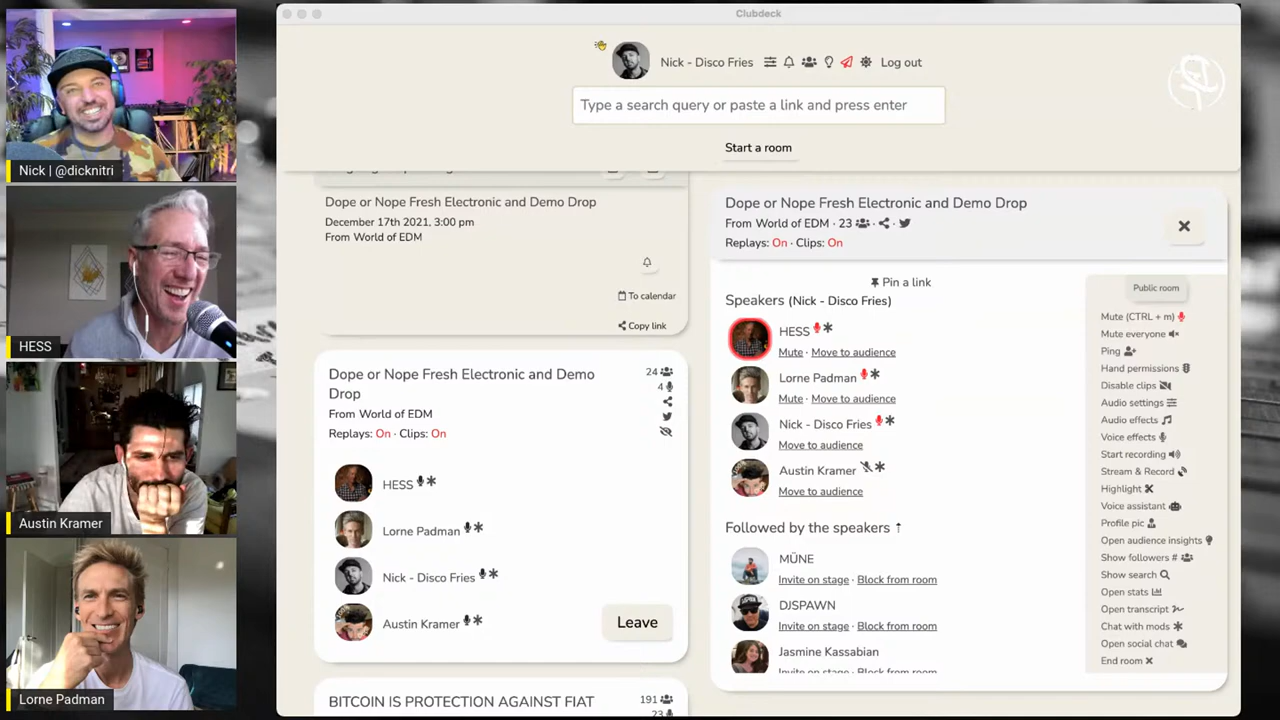 Nick | @dicknitri
HESS
Austin Kramer
Lorne Padman
Clubdeck
Nick - Disco Fries
Log out
Type a search query or paste a link and press enter
Start a room
Dope or Nope Fresh Electronic and Demo Drop
December 17th 2021, 3:00 pm
From World of EDM
To calendar
Copy link
Dope or Nope Fresh Electronic and Demo
Drop
From World of EDM
Replays: On · Clips: On
24
4
HESS
Lorne Padman
Nick - Disco Fries
Austin Kramer
Leave
BITCOIN IS PROTECTION AGAINST FIAT
191
23
Dope or Nope Fresh Electronic and Demo Drop
From World of EDM · 23
Replays: On · Clips: On
Pin a link
Speakers (Nick - Disco Fries)
HESS
Mute · Move to audience
Lorne Padman
Mute · Move to audience
Nick - Disco Fries
Move to audience
Austin Kramer
Move to audience
Followed by the speakers ↑
MÜNE
Invite on stage · Block from room
DJSPAWN
Invite on stage · Block from room
Jasmine Kassabian
Invite on stage · Block from room
Public room
Mute (CTRL + m)
Mute everyone
Ping
Hand permissions
Disable clips
Audio settings
Audio effects
Voice effects
Start recording
Stream & Record
Highlight
Voice assistant
Profile pic
Open audience insights
Show followers #
Show search
Open stats
Open transcript
Chat with mods
Open social chat
End room